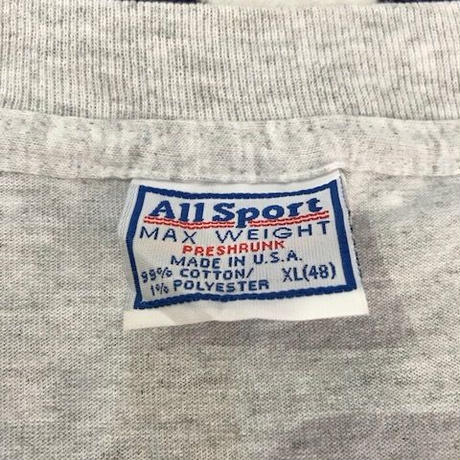 All Sport
MAX WEIGHT
PRESHRUNK
MADE IN U.S.A.
99% COTTON/ XL(48)
1% POLYESTER